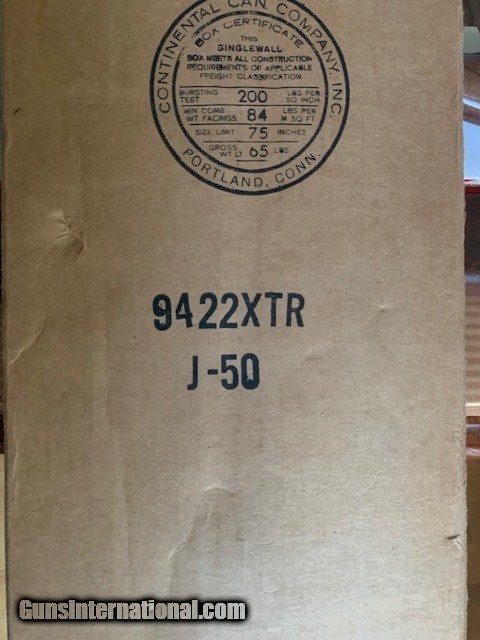 CONTINENTAL CAN COMPANY, INC.
BOX CERTIFICATE
THIS
SINGLEWALL
BOX MEETS ALL CONSTRUCTION
REQUIREMENTS OF APPLICABLE
FREIGHT CLASSIFICATION
BURSTING TEST 200 LBS PER SQ INCH
MIN COMB WT FACINGS 84 LBS PER M SQ FT
SIZE LIMIT 75 INCHES
GROSS WT LT 65 LBS
PORTLAND, CONN.
9422XTR
J-50
GunsInternational.com